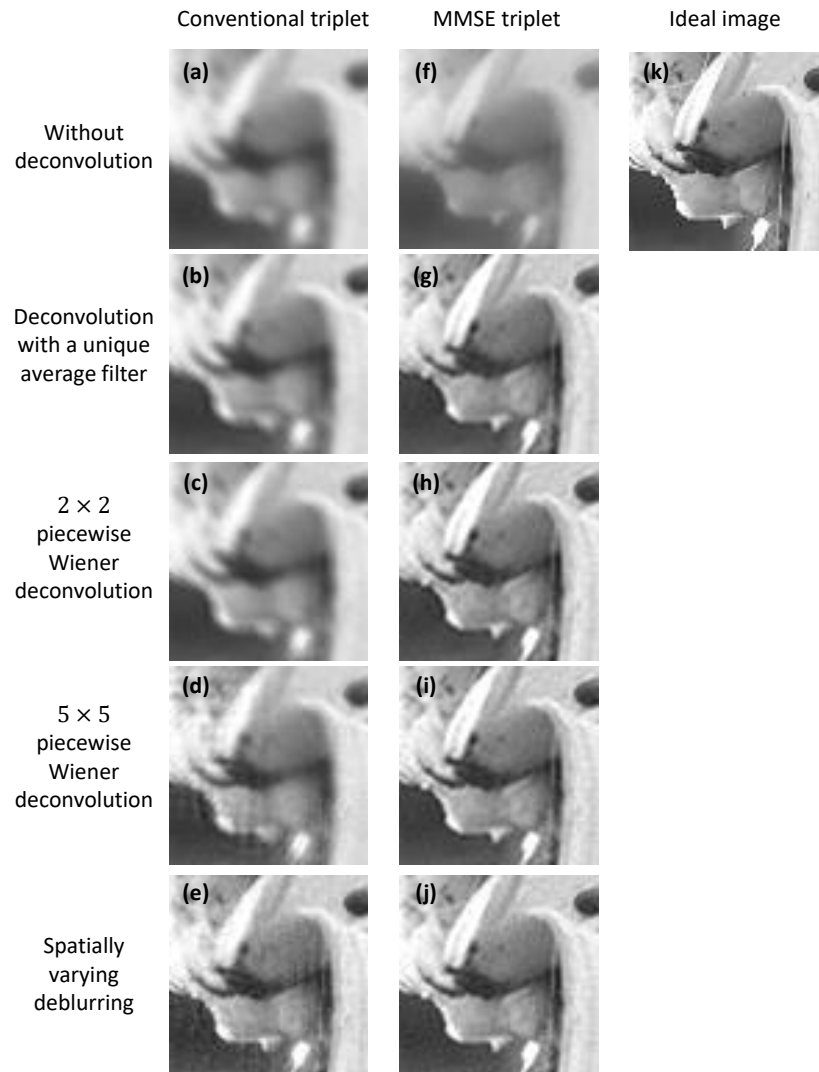 Conventional triplet
MMSE triplet
Ideal image
(a)
(f)
(k)
Without
deconvolution
(b)
(g)
Deconvolution
with a unique
average filter
(c)
(h)
2 × 2
piecewise
Wiener
deconvolution
(d)
(i)
5 × 5
piecewise
Wiener
deconvolution
(e)
(j)
Spatially
varying
deblurring